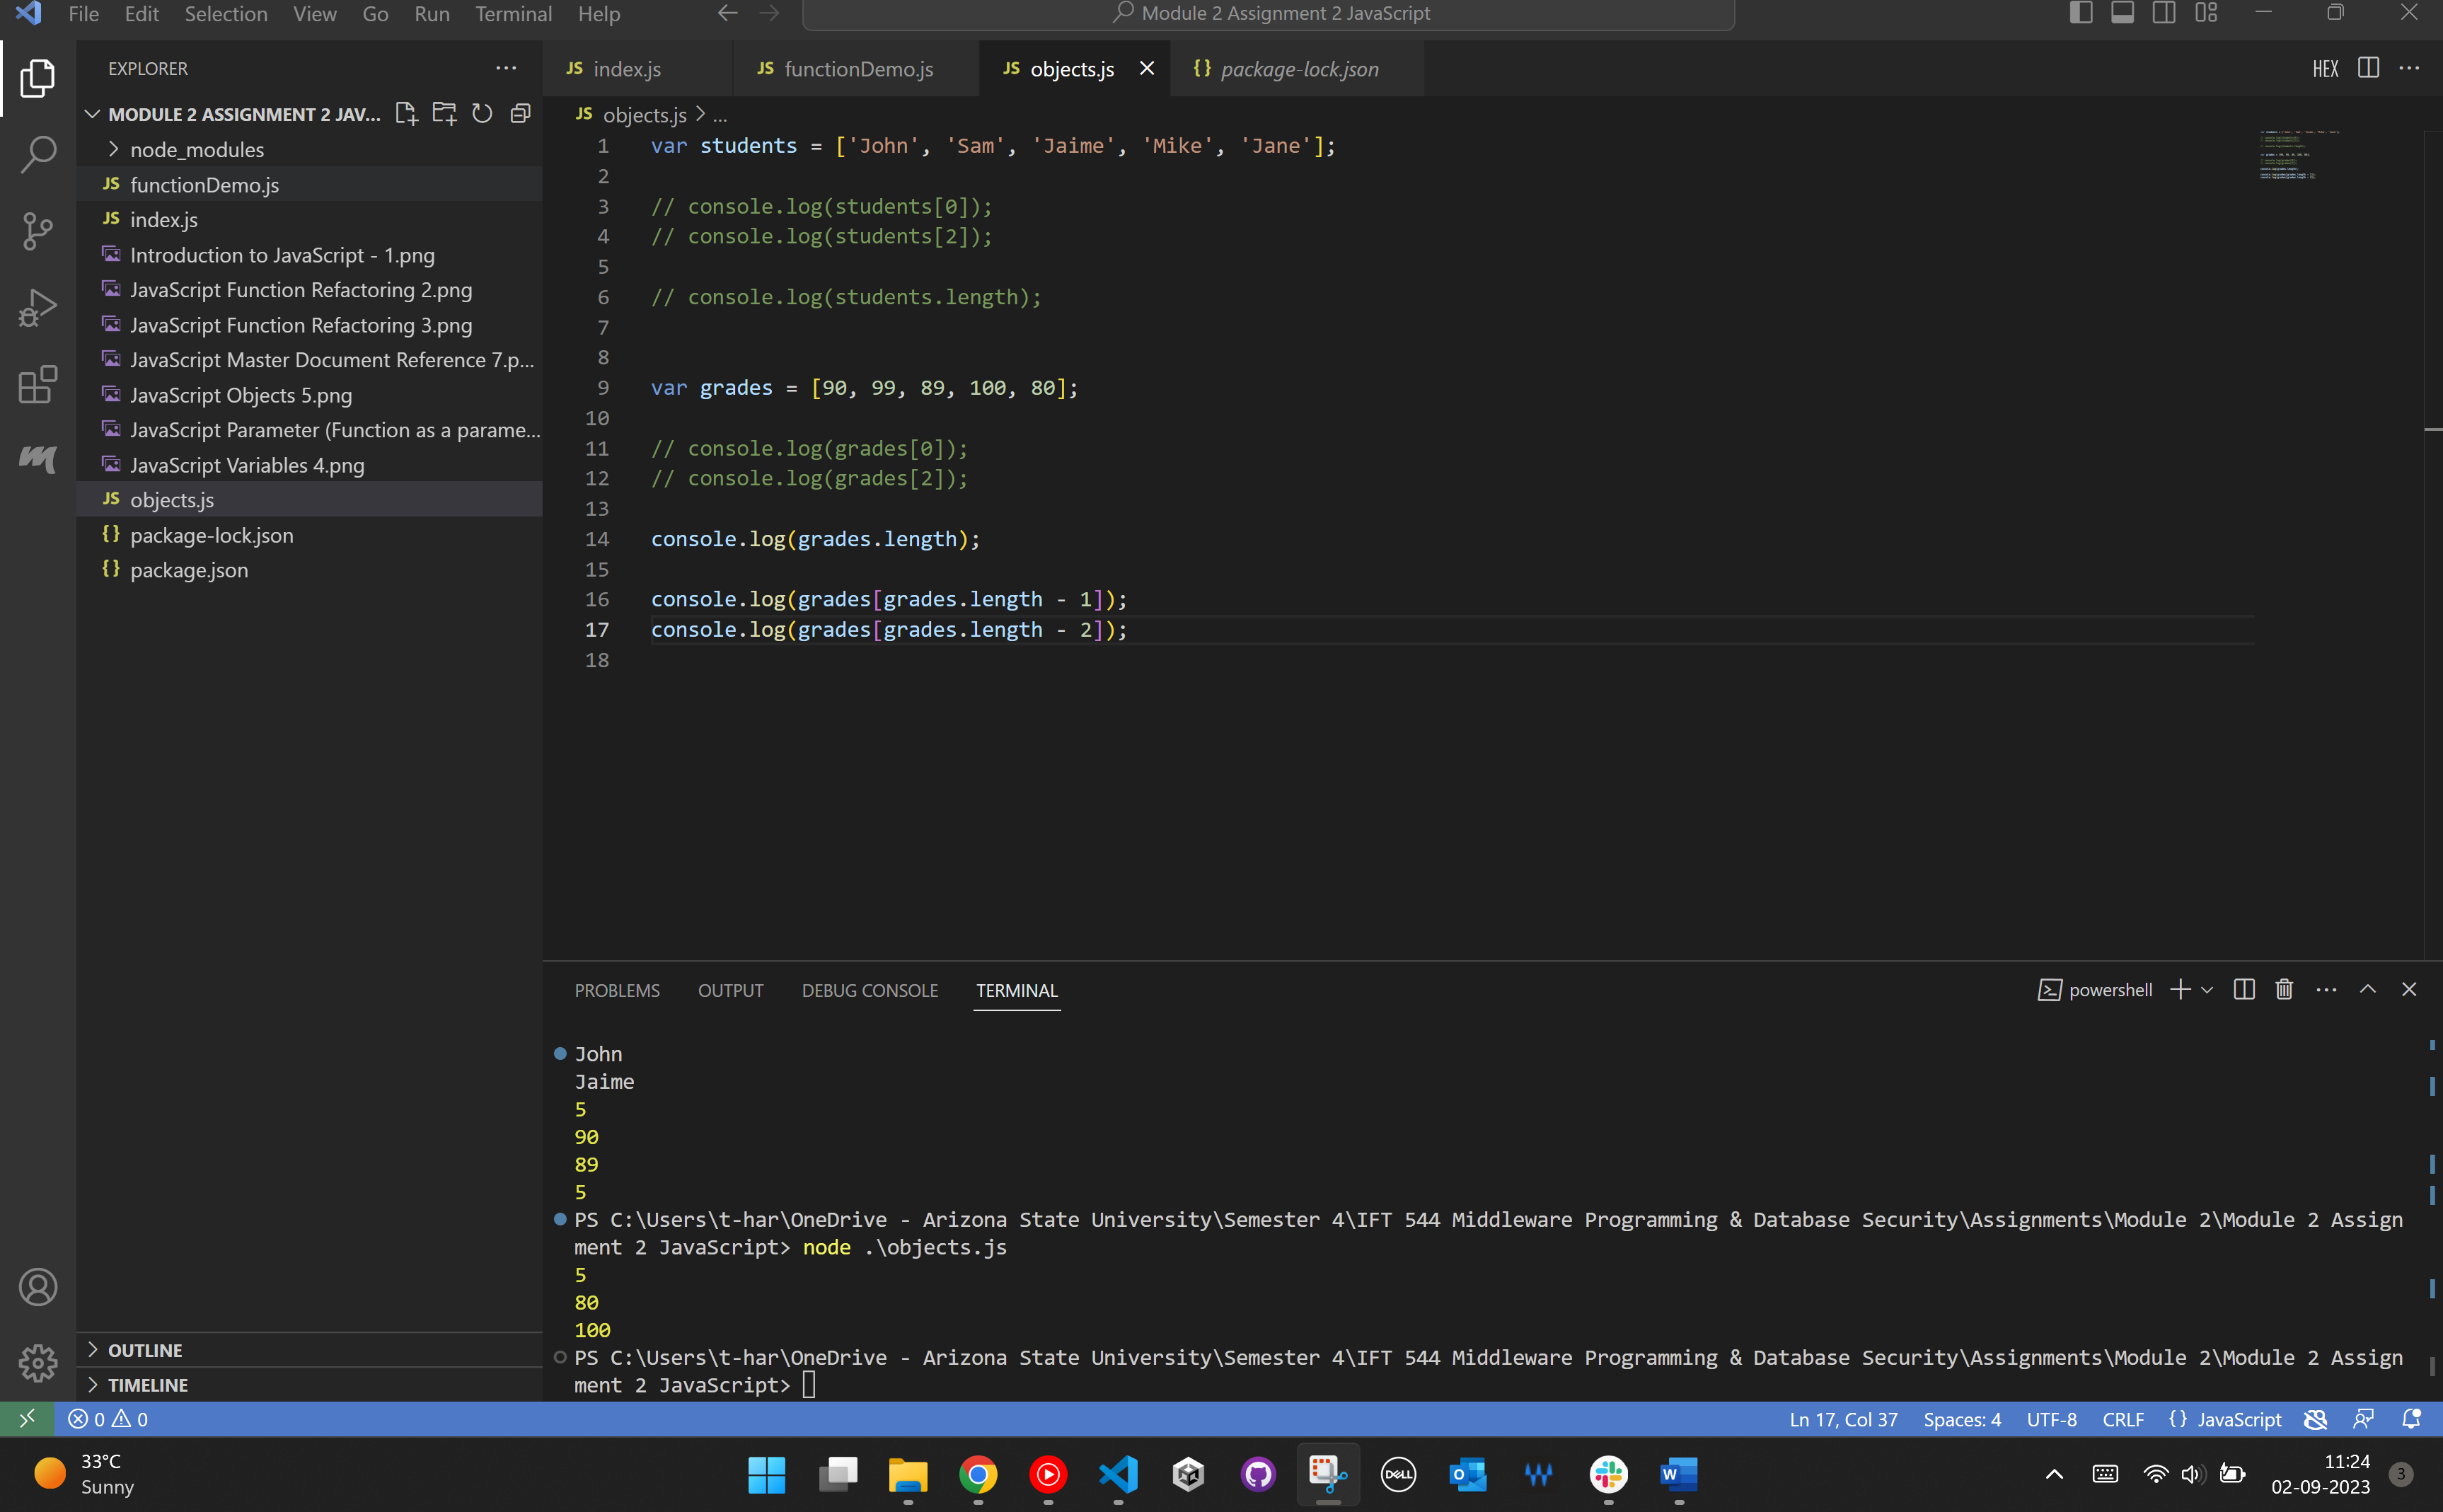 File Edit Selection View Go Run Terminal Help
Module 2 Assignment 2 JavaScript
EXPLORER
MODULE 2 ASSIGNMENT 2 JAV...
node_modules
JS functionDemo.js
JS index.js
Introduction to JavaScript - 1.png
JavaScript Function Refactoring 2.png
JavaScript Function Refactoring 3.png
JavaScript Master Document Reference 7.p...
JavaScript Objects 5.png
JavaScript Parameter (Function as a parame...
JavaScript Variables 4.png
JS objects.js
{} package-lock.json
{} package.json
OUTLINE
TIMELINE
JS index.js JS functionDemo.js JS objects.js {} package-lock.json HEX
JS objects.js > ...
1 var students = ['John', 'Sam', 'Jaime', 'Mike', 'Jane'];
2
3 // console.log(students[0]);
4 // console.log(students[2]);
5
6 // console.log(students.length);
7
8
9 var grades = [90, 99, 89, 100, 80];
10
11 // console.log(grades[0]);
12 // console.log(grades[2]);
13
14 console.log(grades.length);
15
16 console.log(grades[grades.length - 1]);
17 console.log(grades[grades.length - 2]);
18
PROBLEMS OUTPUT DEBUG CONSOLE TERMINAL powershell
John
Jaime
5
90
89
5
PS C:\Users\t-har\OneDrive - Arizona State University\Semester 4\IFT 544 Middleware Programming & Database Security\Assignments\Module 2\Module 2 Assign
ment 2 JavaScript> node .\objects.js
5
80
100
PS C:\Users\t-har\OneDrive - Arizona State University\Semester 4\IFT 544 Middleware Programming & Database Security\Assignments\Module 2\Module 2 Assign
ment 2 JavaScript>
0 0 Ln 17, Col 37 Spaces: 4 UTF-8 CRLF {} JavaScript
33°C
Sunny
DELL
O
W
11:24
02-09-2023
3